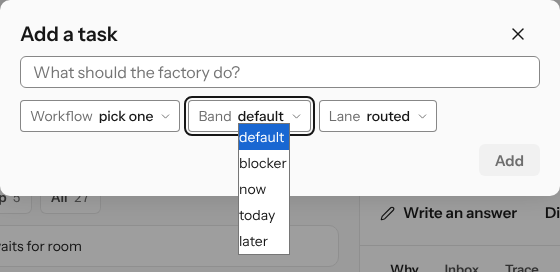 Add a task
What should the factory do?
Workflow pick one
Band default
Lane routed
default
blocker
now
today
later
Add
5
All 27
Write an answer
aits for room
Why Inbox Trace